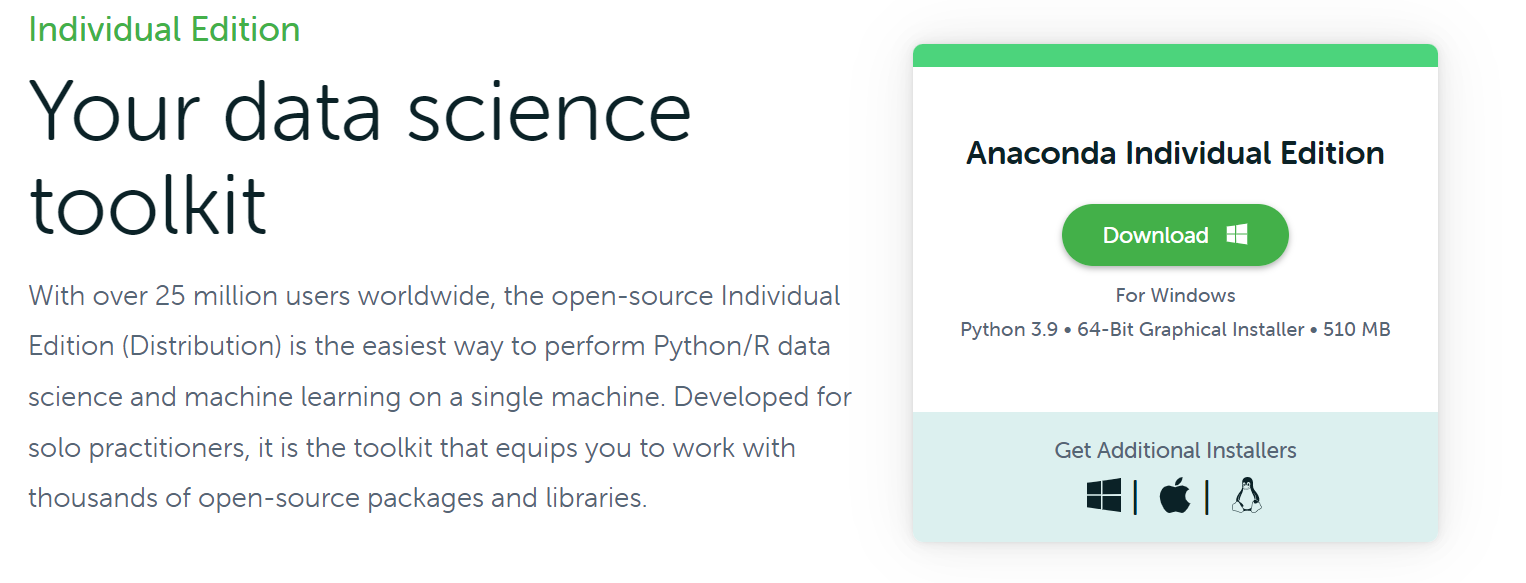 Individual Edition
Your data science
toolkit
With over 25 million users worldwide, the open-source Individual
Edition (Distribution) is the easiest way to perform Python/R data
science and machine learning on a single machine. Developed for
solo practitioners, it is the toolkit that equips you to work with
thousands of open-source packages and libraries.
Anaconda Individual Edition
Download
For Windows
Python 3.9 • 64-Bit Graphical Installer • 510 MB
Get Additional Installers